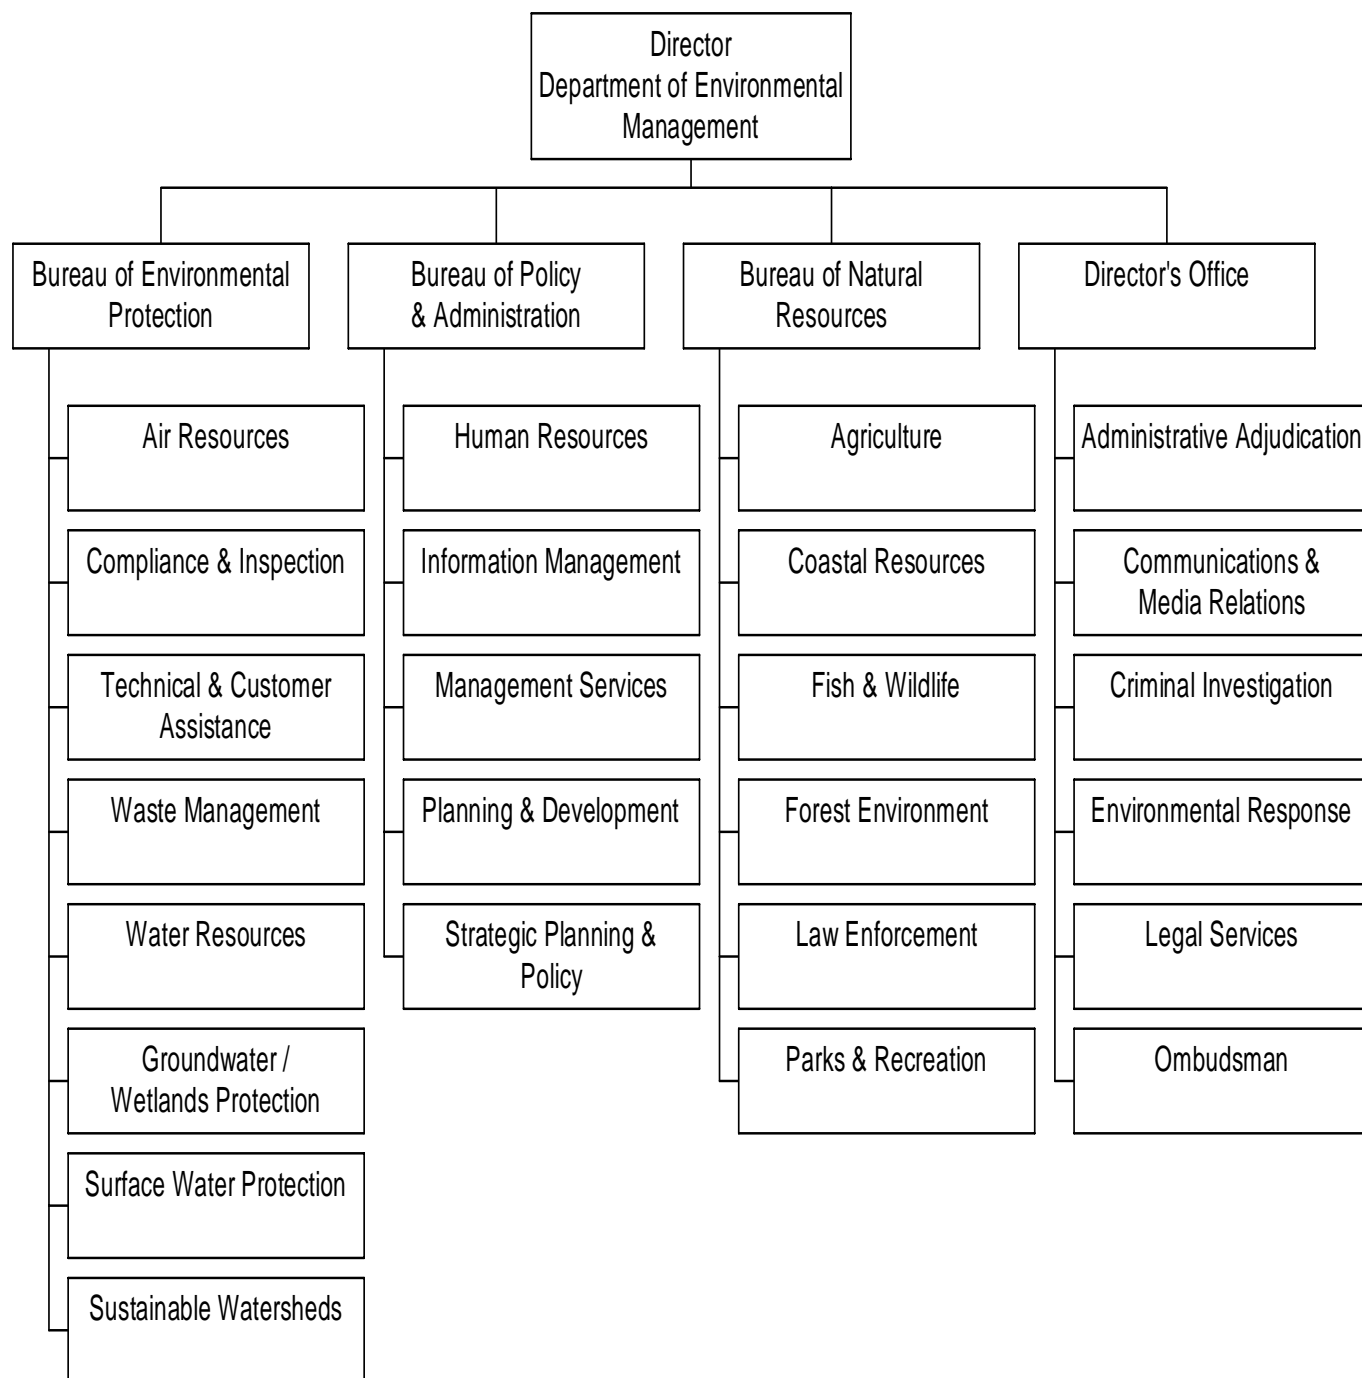 Director
Department of Environmental
Management
Bureau of Environmental
Protection
Bureau of Policy
& Administration
Bureau of Natural
Resources
Director's Office
Air Resources
Compliance & Inspection
Technical & Customer
Assistance
Waste Management
Water Resources
Groundwater /
Wetlands Protection
Surface Water Protection
Sustainable Watersheds
Human Resources
Information Management
Management Services
Planning & Development
Strategic Planning &
Policy
Agriculture
Coastal Resources
Fish & Wildlife
Forest Environment
Law Enforcement
Parks & Recreation
Administrative Adjudication
Communications &
Media Relations
Criminal Investigation
Environmental Response
Legal Services
Ombudsman